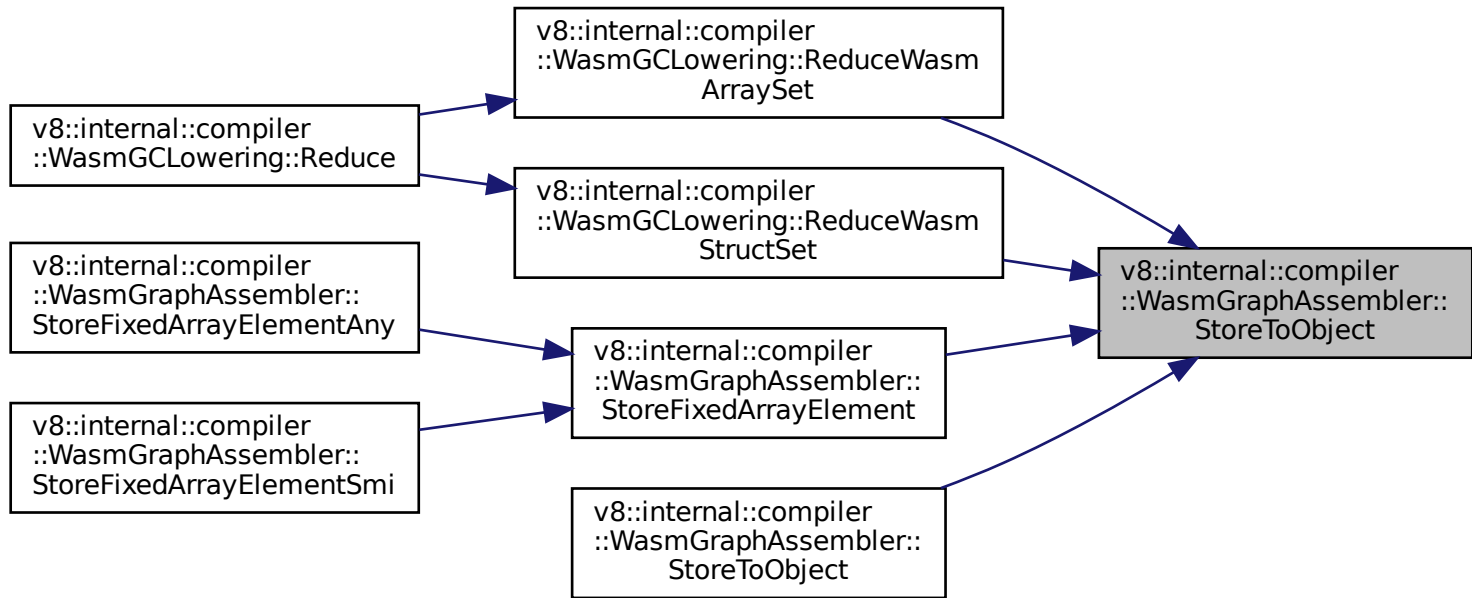 v8::internal::compiler
::WasmGCLowering::ReduceWasm
ArraySet
v8::internal::compiler
::WasmGCLowering::Reduce
v8::internal::compiler
::WasmGCLowering::ReduceWasm
StructSet
v8::internal::compiler
::WasmGraphAssembler::
StoreFixedArrayElementAny
v8::internal::compiler
::WasmGraphAssembler::
StoreToObject
v8::internal::compiler
::WasmGraphAssembler::
StoreFixedArrayElement
v8::internal::compiler
::WasmGraphAssembler::
StoreFixedArrayElementSmi
v8::internal::compiler
::WasmGraphAssembler::
StoreToObject